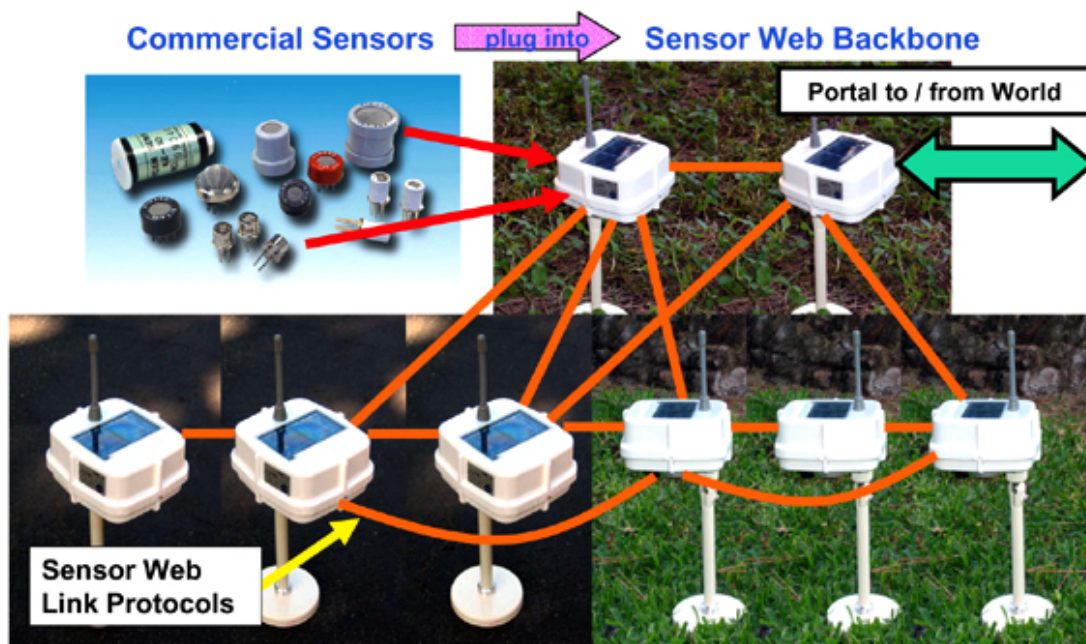 Commercial Sensors plug into Sensor Web Backbone
Portal to / from World
Sensor Web
Link Protocols